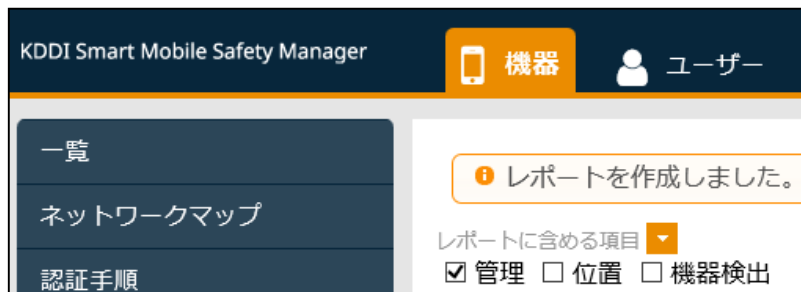 KDDI Smart Mobile Safety Manager
機器
ユーザー
一覧
ネットワークマップ
認証手順
レポートを作成しました。
レポートに含める項目
管理 位置 機器検出